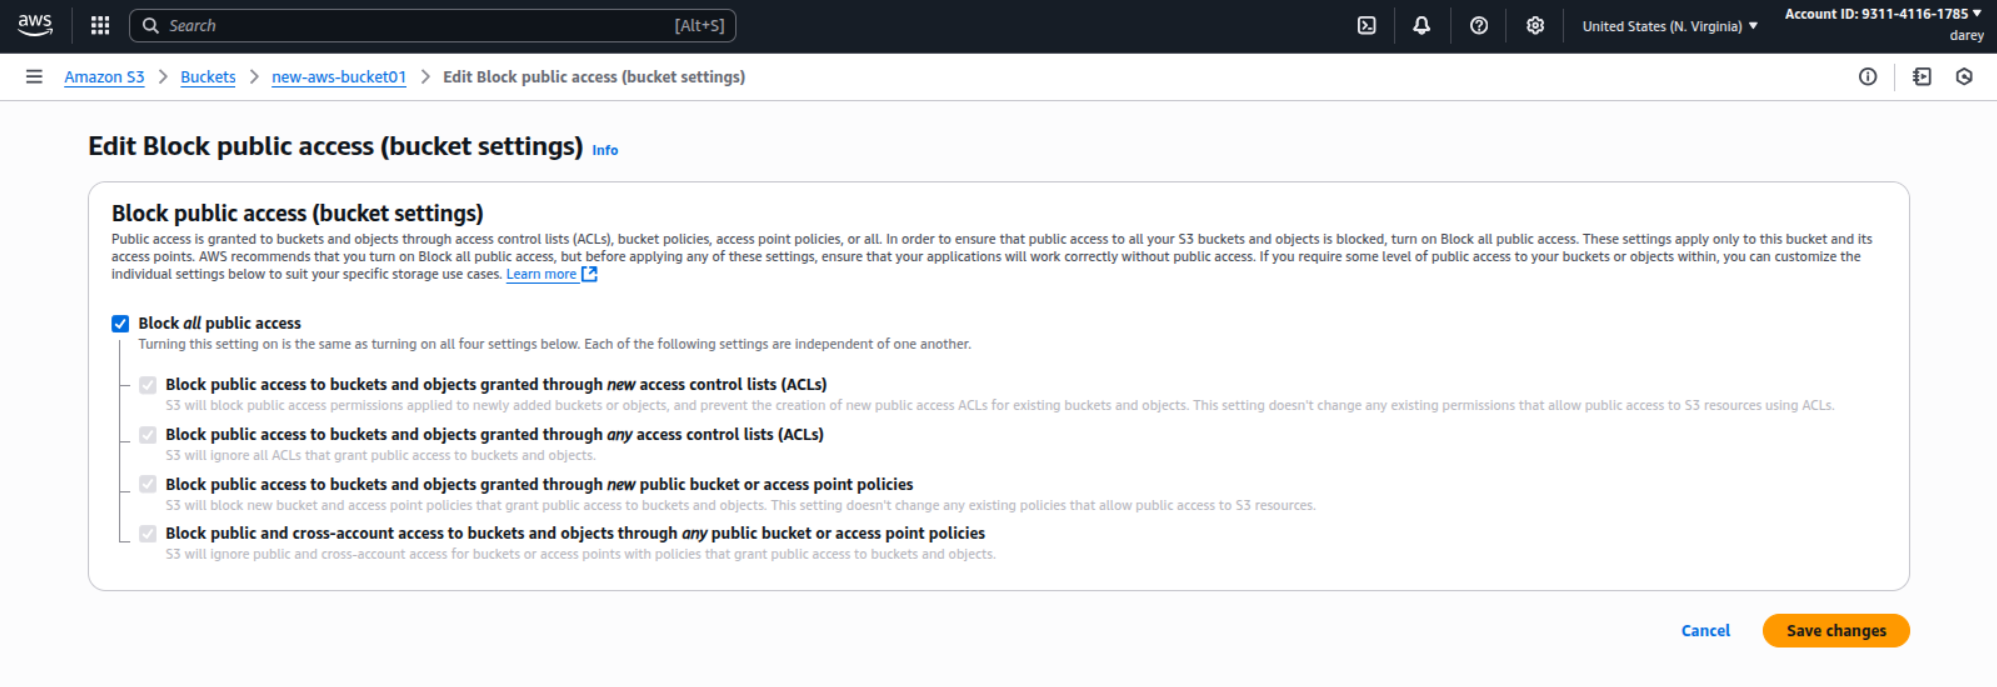 aws
Search [Alt+S]
United States (N. Virginia)
Account ID: 9311-4116-1785
darey
Amazon S3 > Buckets > new-aws-bucket01 > Edit Block public access (bucket settings)
Edit Block public access (bucket settings) Info
Block public access (bucket settings)
Public access is granted to buckets and objects through access control lists (ACLs), bucket policies, access point policies, or all. In order to ensure that public access to all your S3 buckets and objects is blocked, turn on Block all public access. These settings apply only to this bucket and its
access points. AWS recommends that you turn on Block all public access, but before applying any of these settings, ensure that your applications will work correctly without public access. If you require some level of public access to your buckets or objects within, you can customize the
individual settings below to suit your specific storage use cases. Learn more
Block all public access
Turning this setting on is the same as turning on all four settings below. Each of the following settings are independent of one another.
Block public access to buckets and objects granted through new access control lists (ACLs)
S3 will block public access permissions applied to newly added buckets or objects, and prevent the creation of new public access ACLs for existing buckets and objects. This setting doesn't change any existing permissions that allow public access to S3 resources using ACLs.
Block public access to buckets and objects granted through any access control lists (ACLs)
S3 will ignore all ACLs that grant public access to buckets and objects.
Block public access to buckets and objects granted through new public bucket or access point policies
S3 will block new bucket and access point policies that grant public access to buckets and objects. This setting doesn't change any existing policies that allow public access to S3 resources.
Block public and cross-account access to buckets and objects through any public bucket or access point policies
S3 will ignore public and cross-account access for buckets or access points with policies that grant public access to buckets and objects.
Cancel
Save changes